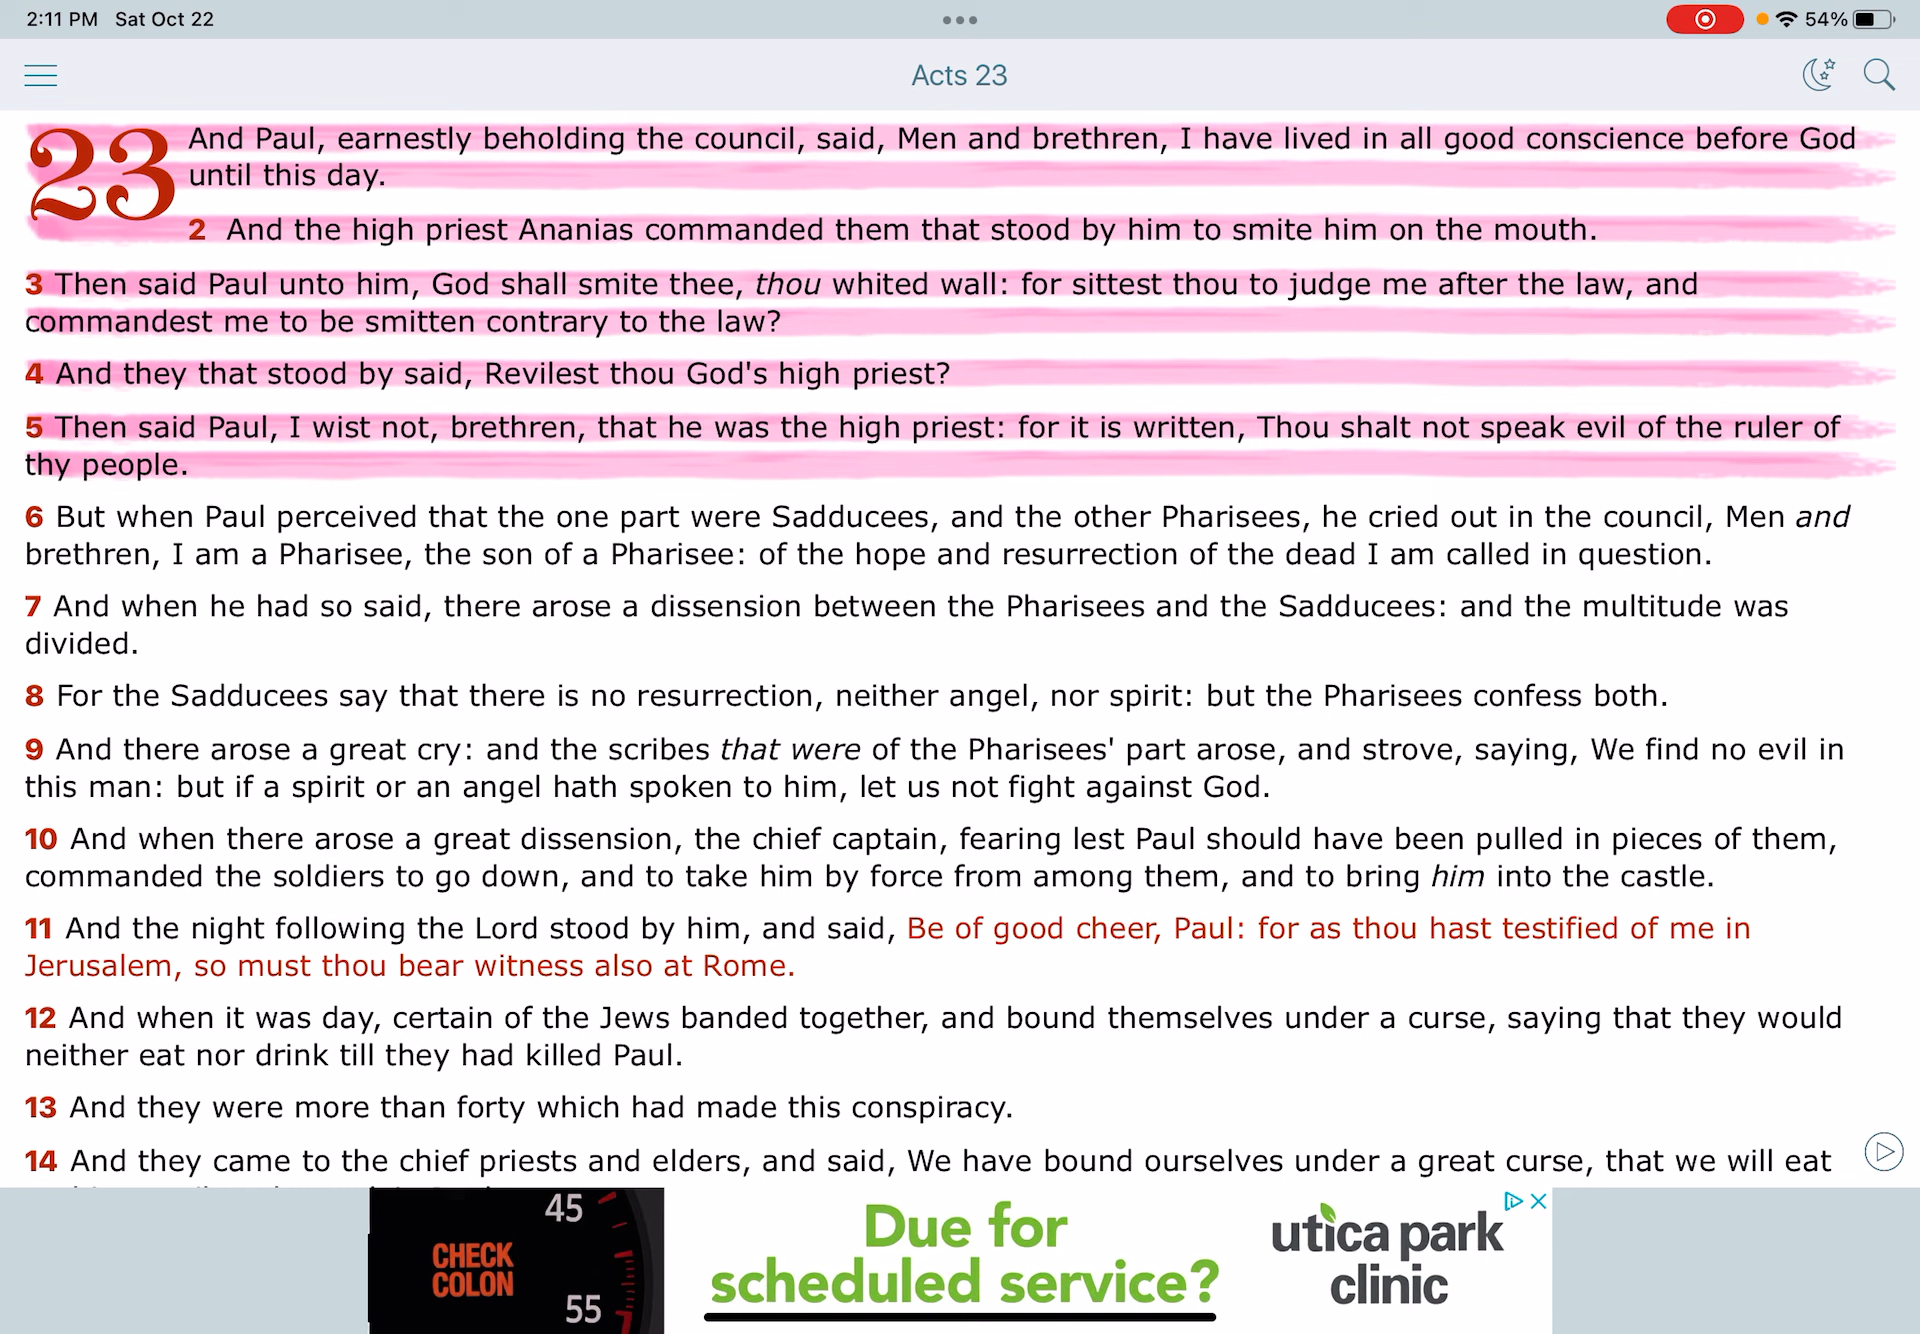 2:11 PM Sat Oct 22
54%
Acts 23
23 And Paul, earnestly beholding the council, said, Men and brethren, I have lived in all good conscience before God
until this day.
2 And the high priest Ananias commanded them that stood by him to smite him on the mouth.
3 Then said Paul unto him, God shall smite thee, thou whited wall: for sittest thou to judge me after the law, and
commandest me to be smitten contrary to the law?
4 And they that stood by said, Revilest thou God's high priest?
5 Then said Paul, I wist not, brethren, that he was the high priest: for it is written, Thou shalt not speak evil of the ruler of
thy people.
6 But when Paul perceived that the one part were Sadducees, and the other Pharisees, he cried out in the council, Men and
brethren, I am a Pharisee, the son of a Pharisee: of the hope and resurrection of the dead I am called in question.
7 And when he had so said, there arose a dissension between the Pharisees and the Sadducees: and the multitude was
divided.
8 For the Sadducees say that there is no resurrection, neither angel, nor spirit: but the Pharisees confess both.
9 And there arose a great cry: and the scribes that were of the Pharisees' part arose, and strove, saying, We find no evil in
this man: but if a spirit or an angel hath spoken to him, let us not fight against God.
10 And when there arose a great dissension, the chief captain, fearing lest Paul should have been pulled in pieces of them,
commanded the soldiers to go down, and to take him by force from among them, and to bring him into the castle.
11 And the night following the Lord stood by him, and said, Be of good cheer, Paul: for as thou hast testified of me in
Jerusalem, so must thou bear witness also at Rome.
12 And when it was day, certain of the Jews banded together, and bound themselves under a curse, saying that they would
neither eat nor drink till they had killed Paul.
13 And they were more than forty which had made this conspiracy.
14 And they came to the chief priests and elders, and said, We have bound ourselves under a great curse, that we will eat
45
CHECK
COLON
55
Due for
scheduled service?
utica park
clinic